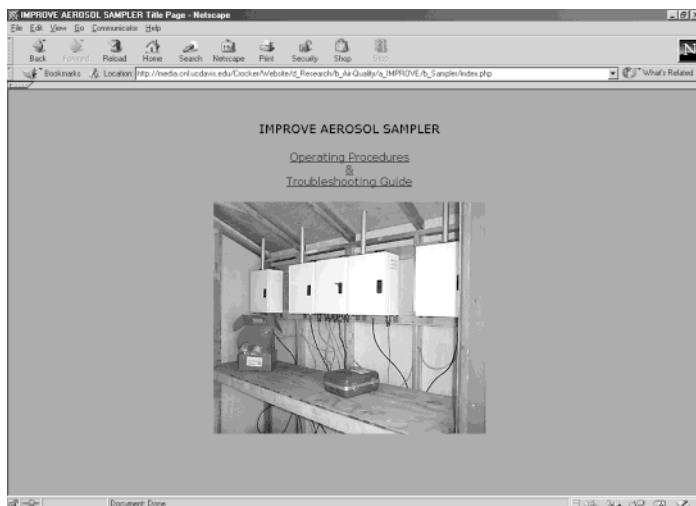 IMPROVE AEROSOL SAMPLER Title Page - Netscape
File Edit View Go Communicator Help
Back Forward Reload Home Search Netscape Print Security Shop Stop
Bookmarks Location: http://media.cnl.ucdavis.edu/Crocker/Website/d_Research/b_Air-Quality/a_IMPROVE/b_Sampler/index.php What's Related
IMPROVE AEROSOL SAMPLER
Operating Procedures
&
Troubleshooting Guide
Document: Done